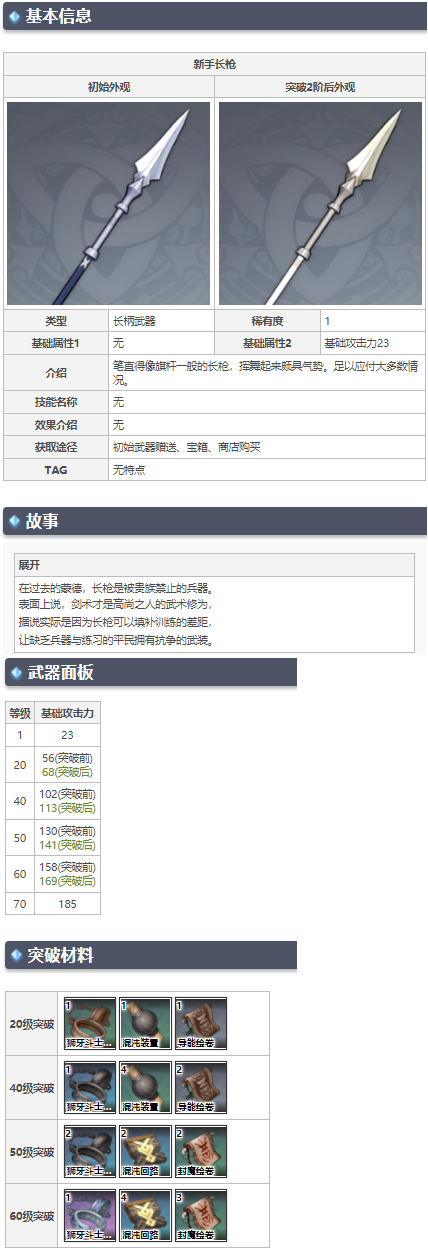 基本信息
新手长枪
初始外观 突破2阶后外观
类型 长柄武器 稀有度 1
基础属性1 无 基础属性2 基础攻击力23
介绍 笔直得像旗杆一般的长枪，挥舞起来颇具气势。足以应付大多数情
况。
技能名称 无
效果介绍 无
获取途径 初始武器赠送、宝箱、商店购买
TAG 无特点
故事
展开
在过去的蒙德，长枪是被贵族禁止的兵器。
表面上说，剑术才是高尚之人的武术修为，
据说实际是因为长枪可以填补训练的差距，
让缺乏兵器与练习的平民拥有抗争的武装。
武器面板
等级 基础攻击力
1 23
20 56(突破前)
68(突破后)
40 102(突破前)
113(突破后)
50 130(突破前)
141(突破后)
60 158(突破前)
169(突破后)
70 185
突破材料
20级突破 1 狮牙斗士... 1 混沌装置 1 导能绘卷
40级突破 1 狮牙斗士... 4 混沌装置 2 导能绘卷
50级突破 2 狮牙斗士... 2 混沌回路 2 封魔绘卷
60级突破 1 狮牙斗士... 4 混沌回路 3 封魔绘卷